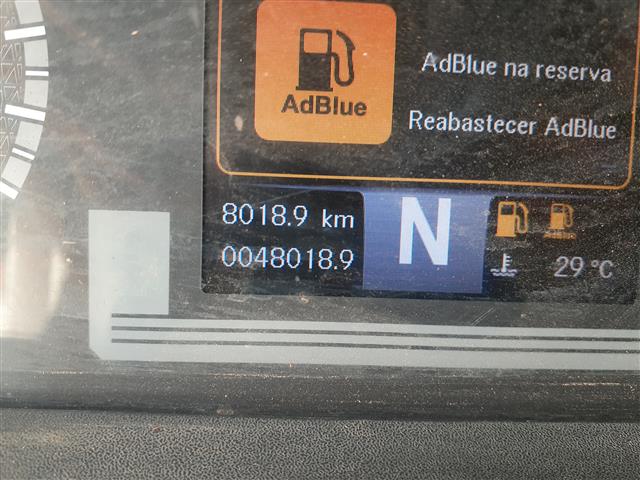 AdBlue
AdBlue na reserva
Reabastecer AdBlue
8018.9 km
0048018.9
N
29 °C